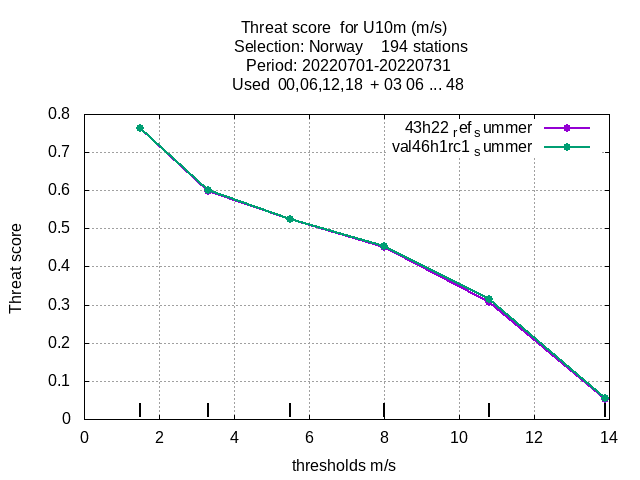 Threat score  for U10m (m/s)
Selection: Norway    194 stations
Period: 20220701-20220731
Used  00,06,12,18  + 03 06 ... 48
43h22 refsummer
val46h1rc1 summer
0.8
0.7
0.6
0.5
0.4
0.3
0.2
0.1
0
Threat score
0 2 4 6 8 10 12 14
thresholds m/s